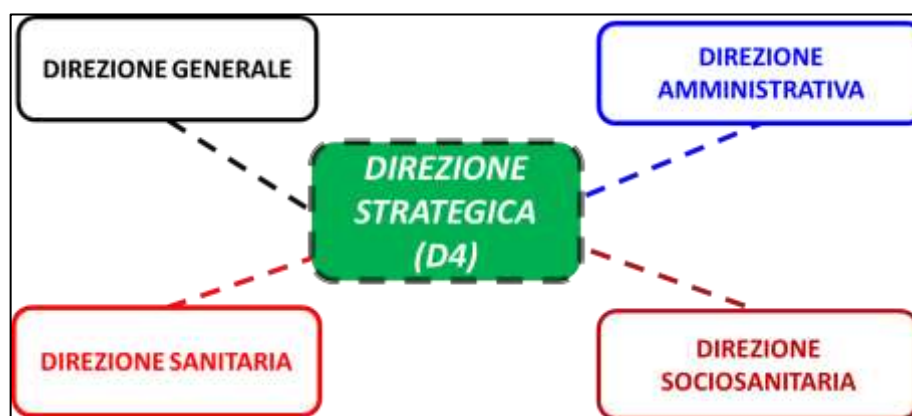 DIREZIONE GENERALE
DIREZIONE
AMMINISTRATIVA
DIREZIONE
STRATEGICA
(D4)
DIREZIONE SANITARIA
DIREZIONE
SOCIOSANITARIA